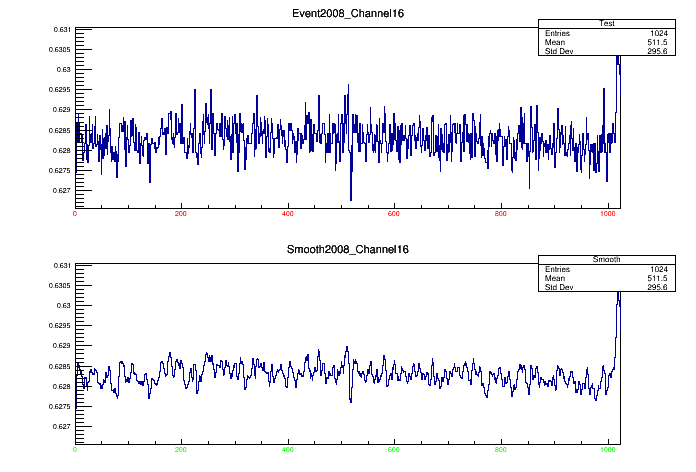 Event2008_Channel16
Test
Entries 1024
Mean 511.5
Std Dev 295.6
0.631
0.6305
0.63
0.6295
0.629
0.6285
0.628
0.6275
0.627
0 200 400 600 800 1000
Smooth2008_Channel16
Smooth
Entries 1024
Mean 511.5
Std Dev 295.6
0.631
0.6305
0.63
0.6295
0.629
0.6285
0.628
0.6275
0.627
0 200 400 600 800 1000